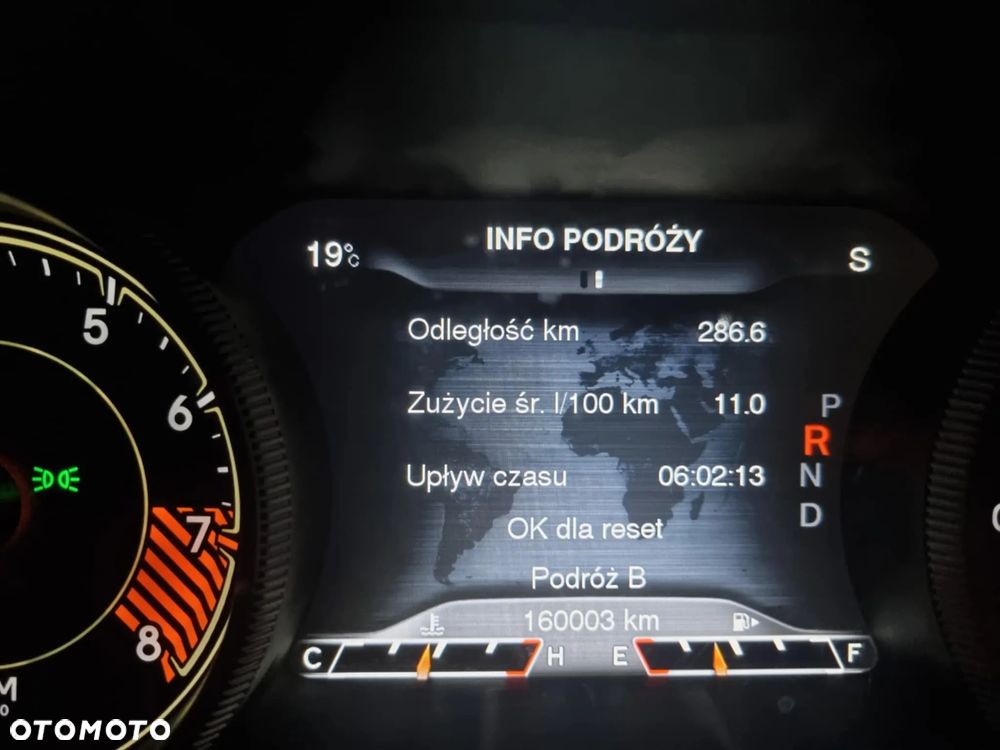 INFO PODRÓŻY
19°C
S
Odległość km 286.6
Zużycie śr. l/100 km 11.0
Upływ czasu 06:02:13
OK dla reset
Podróż B
160003 km
P
R
N
D
C H E F
5
6
7
8
OTOMOTO